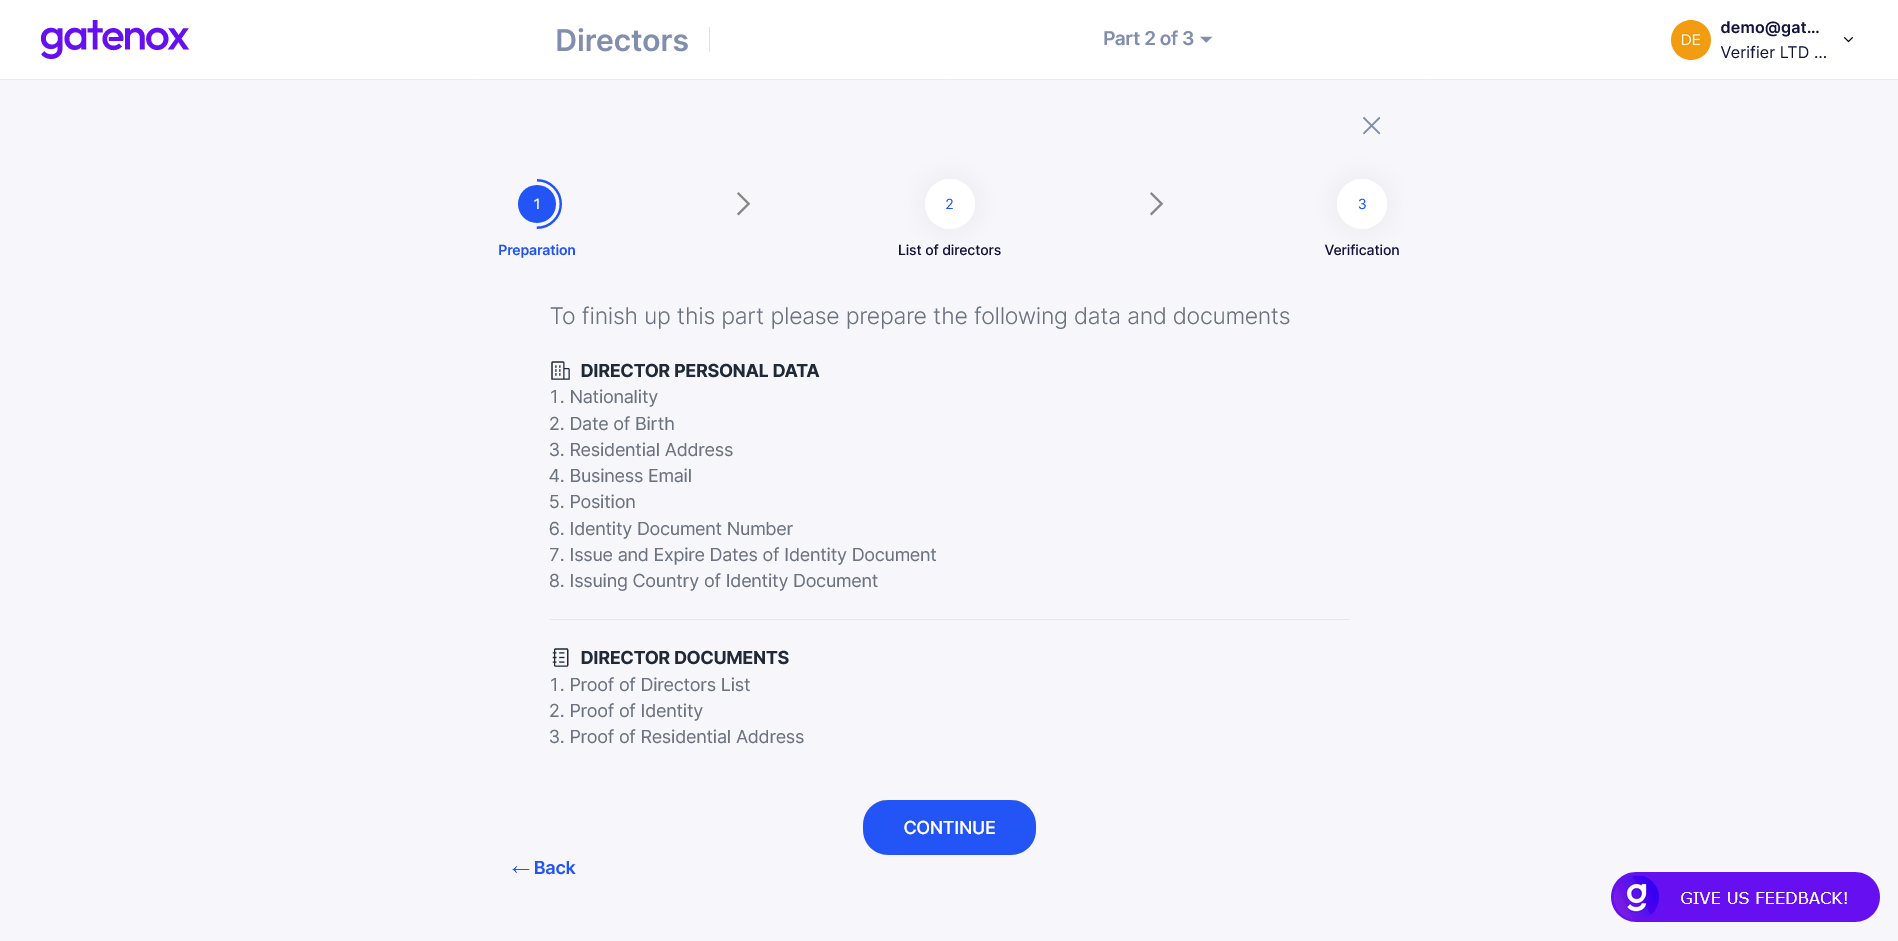 gatenox
Directors
Part 2 of 3
DE
demo@gat...
Verifier LTD ...
1
2
3
Preparation
List of directors
Verification
To finish up this part please prepare the following data and documents
DIRECTOR PERSONAL DATA
1. Nationality
2. Date of Birth
3. Residential Address
4. Business Email
5. Position
6. Identity Document Number
7. Issue and Expire Dates of Identity Document
8. Issuing Country of Identity Document
DIRECTOR DOCUMENTS
1. Proof of Directors List
2. Proof of Identity
3. Proof of Residential Address
CONTINUE
← Back
g GIVE US FEEDBACK!